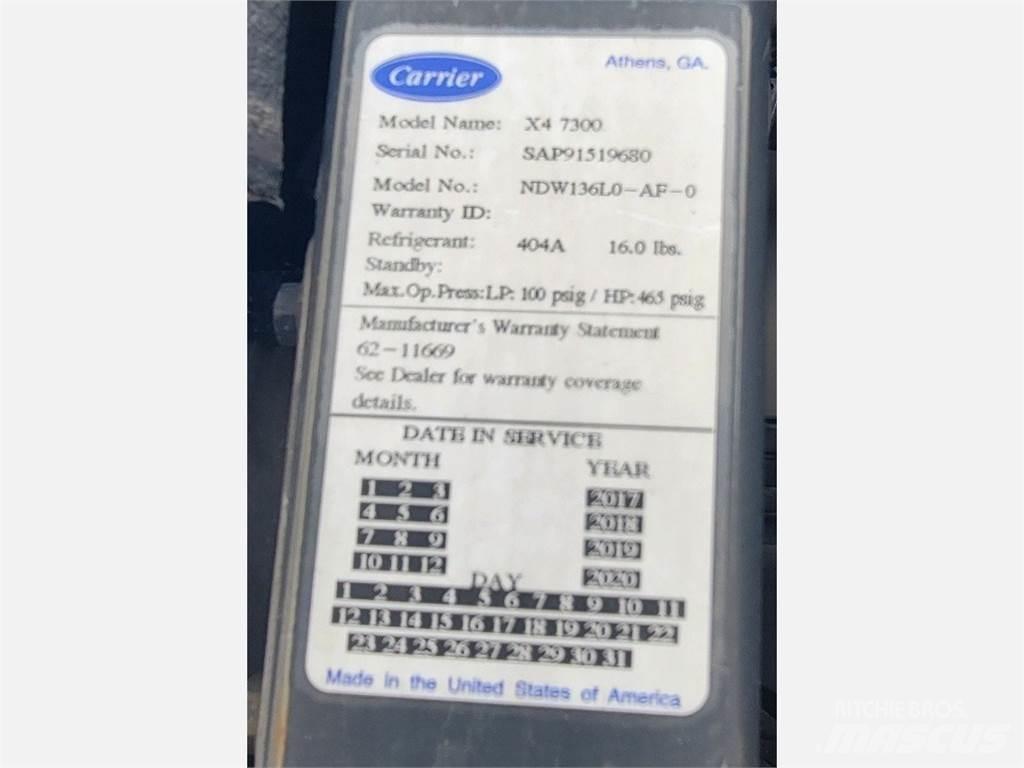 Carrier
Athens, GA.
Model Name: X4 7300
Serial No.: SAP91519680
Model No.: NDW136L0-AF-0
Warranty ID:
Refrigerant: 404A 16.0 lbs.
Standby:
Max.Op.Press:LP: 100 psig / HP:465 psig
Manufacturer's Warranty Statement
62-11669
See Dealer for warranty coverage
details.
DATE IN SERVICE
MONTH YEAR
1 2 3 2017
4 5 6 2018
7 8 9 2019
10 11 12 2020
DAY
1 2 3 4 5 6 7 8 9 10 11
12 13 14 15 16 17 18 19 20 21 22
23 24 25 26 27 28 29 30 31
Made in the United States of America
RITCHIE BROS.
MASCUS